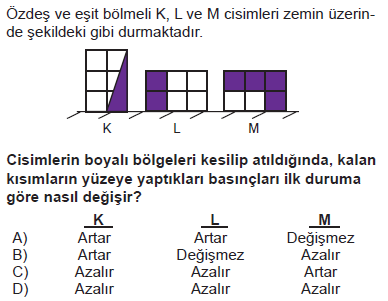 Özdeş ve eşit bölmeli K, L ve M cisimleri zemin üzerin-
de şekildeki gibi durmaktadır.
K L M
Cisimlerin boyalı bölgeleri kesilip atıldığında, kalan
kısımların yüzeye yaptıkları basınçları ilk duruma
göre nasıl değişir?
K L M
A) Artar Artar Değişmez
B) Artar Değişmez Azalır
C) Azalır Azalır Artar
D) Azalır Azalır Azalır